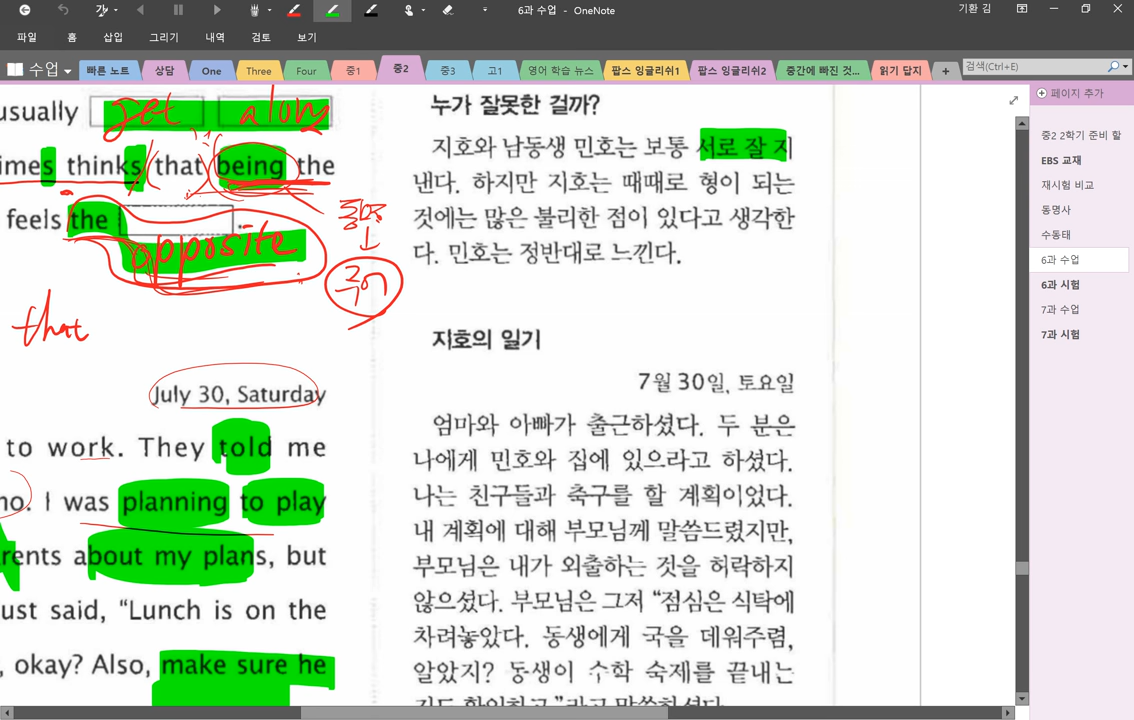 6과 수업 - OneNote
기환 김
파일 홈 삽입 그리기 내역 검토 보기
수업 빠른 노트 상담 One Three Four 중1 중2 중3 고1 영어 학습 뉴스 팝스 잉글리쉬1 팝스 잉글리쉬2 중간에 빠진 것... 읽기 답지 + 검색(Ctrl+E)
usually get along
imes thinks that being the
feels the opposite.
중명
주어
that
July 30, Saturday
to work. They told me
no. I was planning to play
rents about my plans, but
ust said, "Lunch is on the
, okay? Also, make sure he
누가 잘못한 걸까?
지호와 남동생 민호는 보통 서로 잘 지
낸다. 하지만 지호는 때때로 형이 되는
것에는 많은 불리한 점이 있다고 생각한
다. 민호는 정반대로 느낀다.
지호의 일기
7월 30일, 토요일
엄마와 아빠가 출근하셨다. 두 분은
나에게 민호와 집에 있으라고 하셨다.
나는 친구들과 축구를 할 계획이었다.
내 계획에 대해 부모님께 말씀드렸지만,
부모님은 내가 외출하는 것을 허락하지
않으셨다. 부모님은 그저 "점심은 식탁에
차려놓았다. 동생에게 국을 데워주렴,
알았지? 동생이 수학 숙제를 끝내는
지도 확인하고."라고 말씀하셨다.
페이지 추가
중2 2학기 준비 할
EBS 교재
재시험 비교
동명사
수동태
6과 수업
6과 시험
7과 수업
7과 시험